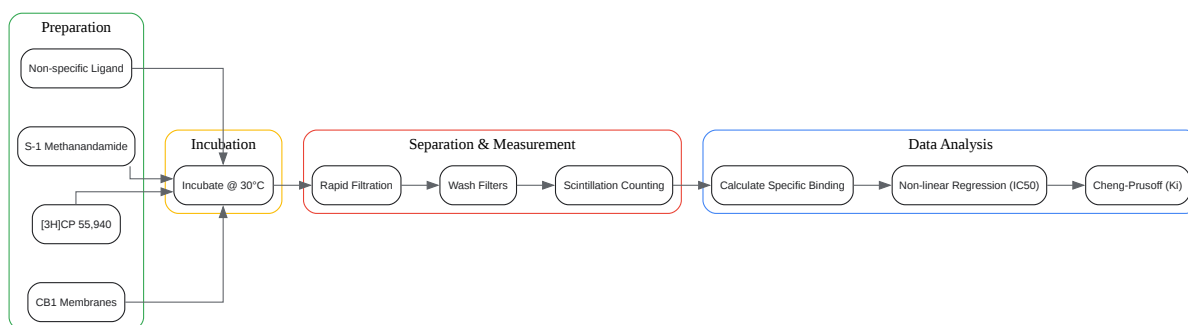 Preparation
Non-specific Ligand
S-1 Methanandamide
[3H]CP 55,940
CB1 Membranes
Incubation
Incubate @ 30°C
Separation & Measurement
Rapid Filtration
Wash Filters
Scintillation Counting
Data Analysis
Calculate Specific Binding
Non-linear Regression (IC50)
Cheng-Prusoff (Ki)